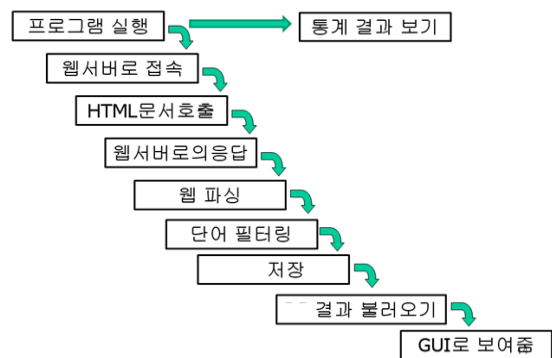 프로그램 실행
통계 결과 보기
웹서버로 접속
HTML문서호출
웹서버로의응답
웹 파싱
단어 필터링
저장
결과 불러오기
GUI로 보여줌